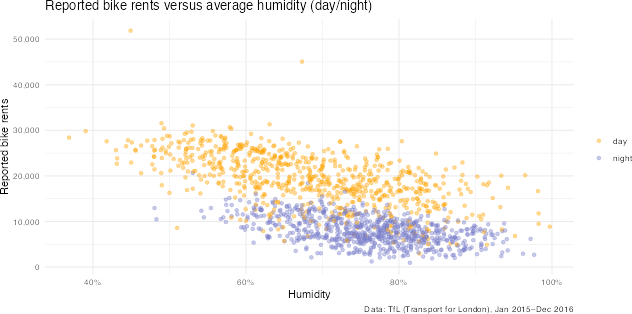 Reported bike rents versus average humidity (day/night)
50,000
40,000
30,000
20,000
10,000
0
Reported bike rents
40%
60%
80%
100%
Humidity
day
night
Data: TfL (Transport for London), Jan 2015–Dec 2016